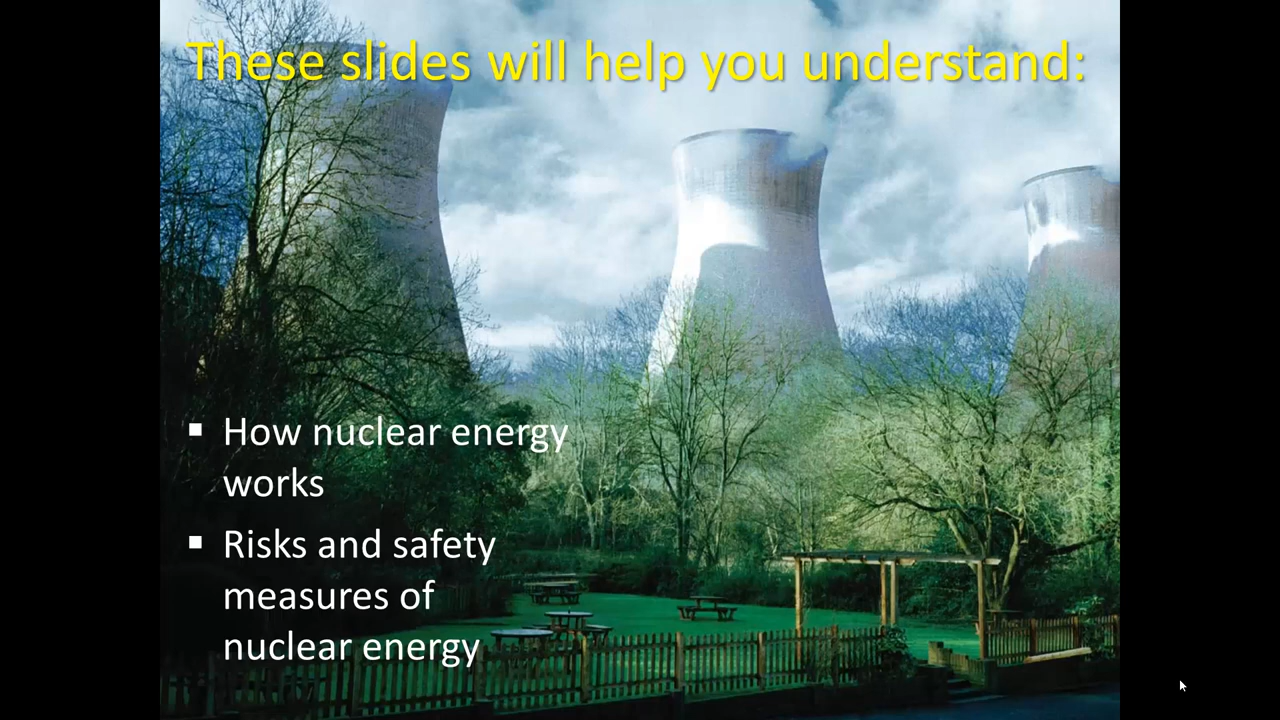 These slides will help you understand:
▪ How nuclear energy
works
▪ Risks and safety
measures of
nuclear energy